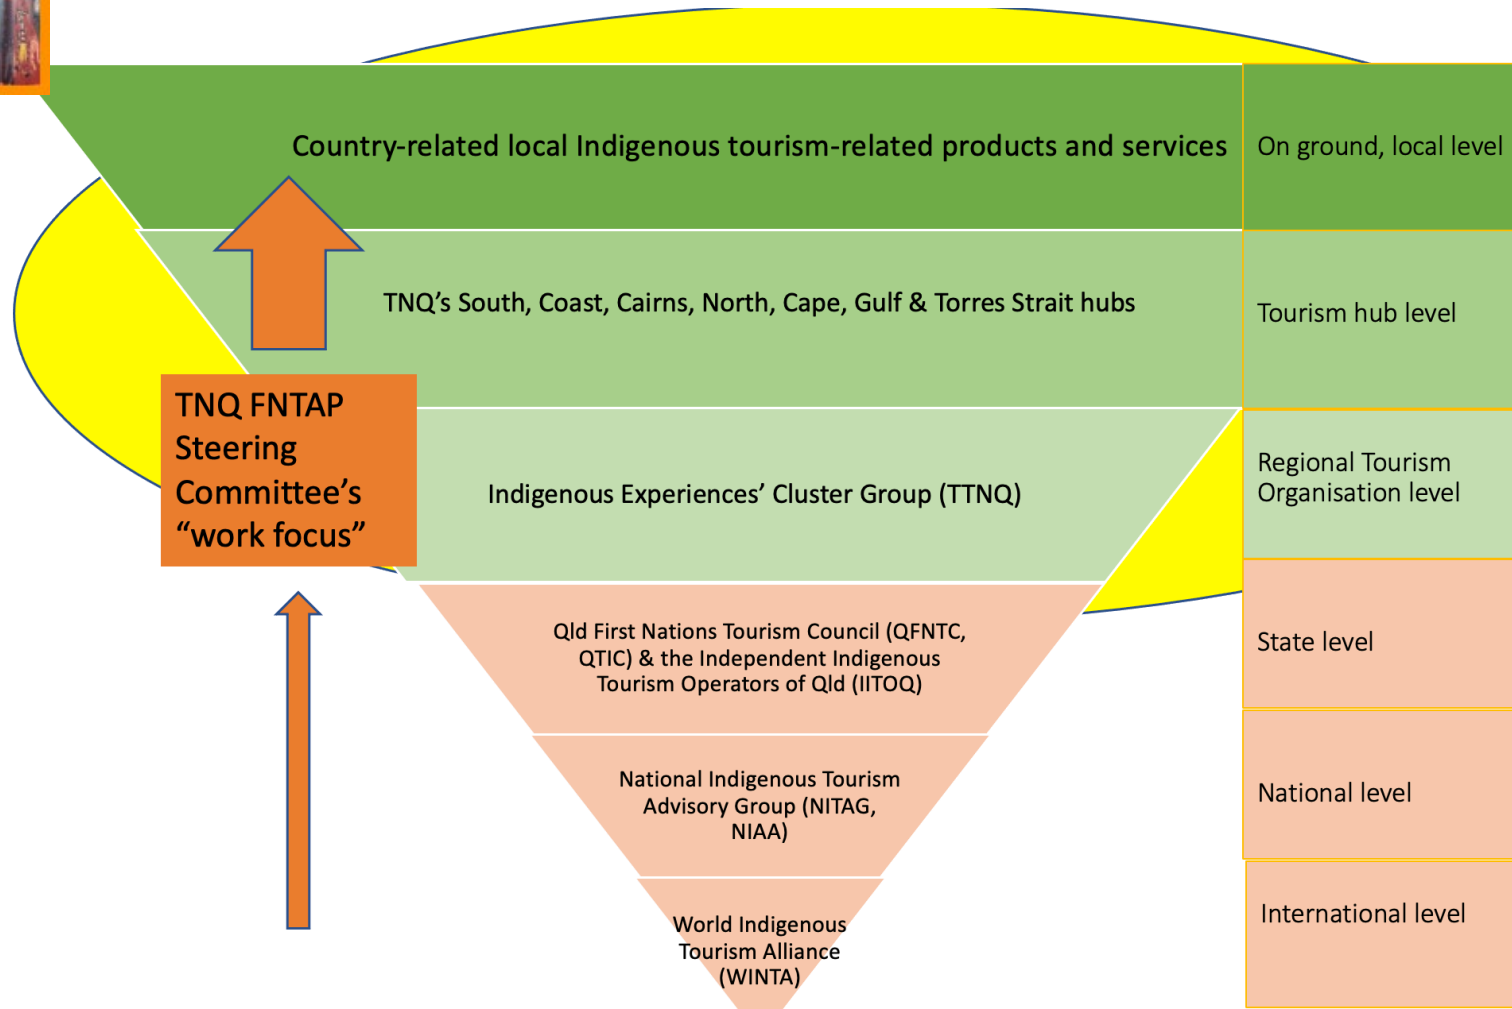 Country-related local Indigenous tourism-related products and services
On ground, local level
TNQ’s South, Coast, Cairns, North, Cape, Gulf & Torres Strait hubs
Tourism hub level
TNQ FNTAP
Steering
Committee’s
“work focus”
Indigenous Experiences’ Cluster Group (TTNQ)
Regional Tourism
Organisation level
Qld First Nations Tourism Council (QFNTC,
QTIC) & the Independent Indigenous
Tourism Operators of Qld (IITOQ)
State level
National Indigenous Tourism
Advisory Group (NITAG,
NIAA)
National level
World Indigenous
Tourism Alliance
(WINTA)
International level